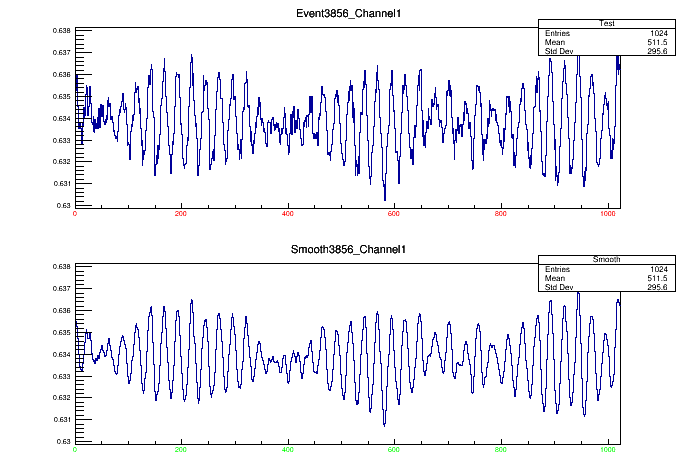 Event3856_Channel1
Test
Entries 1024
Mean 511.5
Std Dev 295.6
0.638
0.637
0.636
0.635
0.634
0.633
0.632
0.631
0.63
0 200 400 600 800 1000
Smooth3856_Channel1
Smooth
Entries 1024
Mean 511.5
Std Dev 295.6
0.638
0.637
0.636
0.635
0.634
0.633
0.632
0.631
0.63
0 200 400 600 800 1000